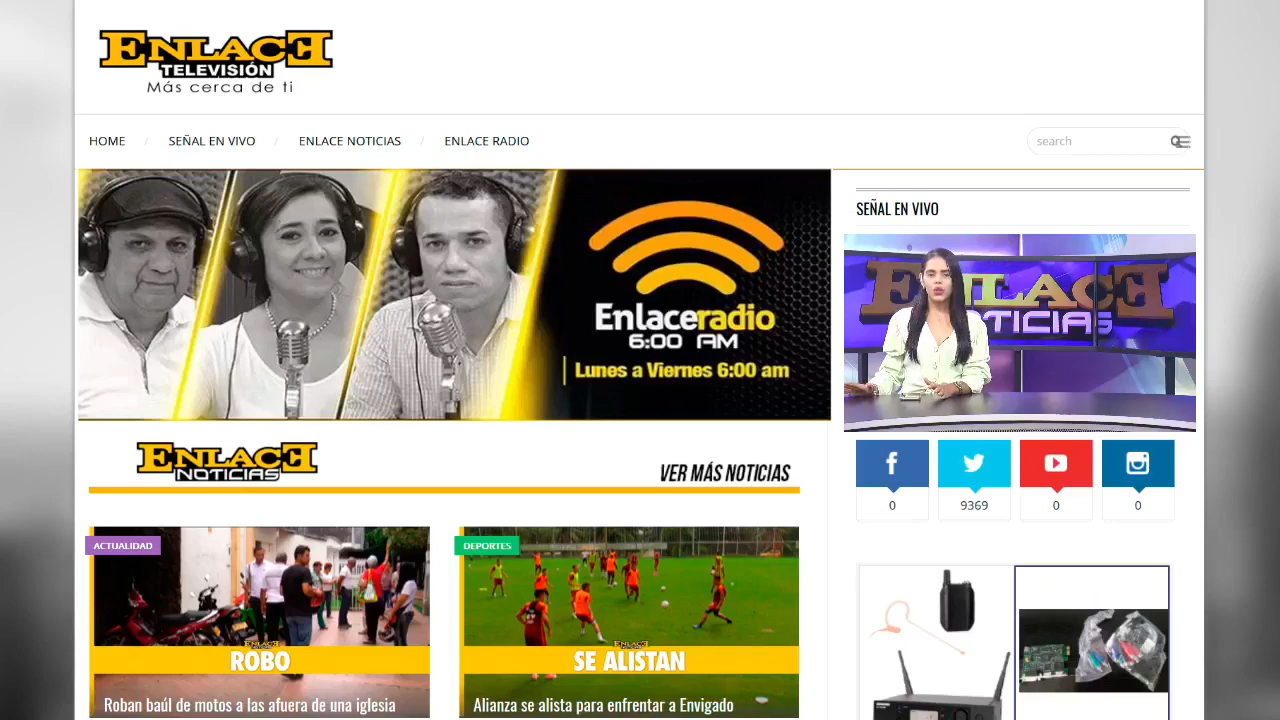 ENLACE
TELEVISIÓN
Más cerca de ti
HOME / SEÑAL EN VIVO / ENLACE NOTICIAS / ENLACE RADIO
search
Enlaceradio
6:00 AM
Lunes a Viernes 6:00 am
SEÑAL EN VIVO
ENLACE
NOTICIAS
0
9369
0
0
ENLACE
NOTICIAS
VER MÁS NOTICIAS
ACTUALIDAD
ENLACE
ROBO
Roban baúl de motos a las afuera de una iglesia
DEPORTES
ENLACE
SE ALISTAN
Alianza se alista para enfrentar a Envigado